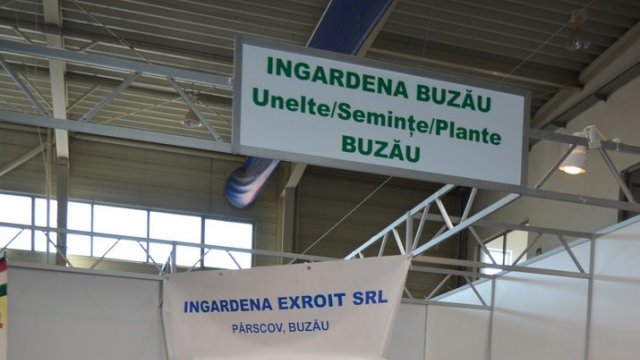 INGARDENA BUZĂU
Unelte/Semințe/Plante
BUZĂU
INGARDENA EXROIT SRL
PÂRSCOV, BUZĂU